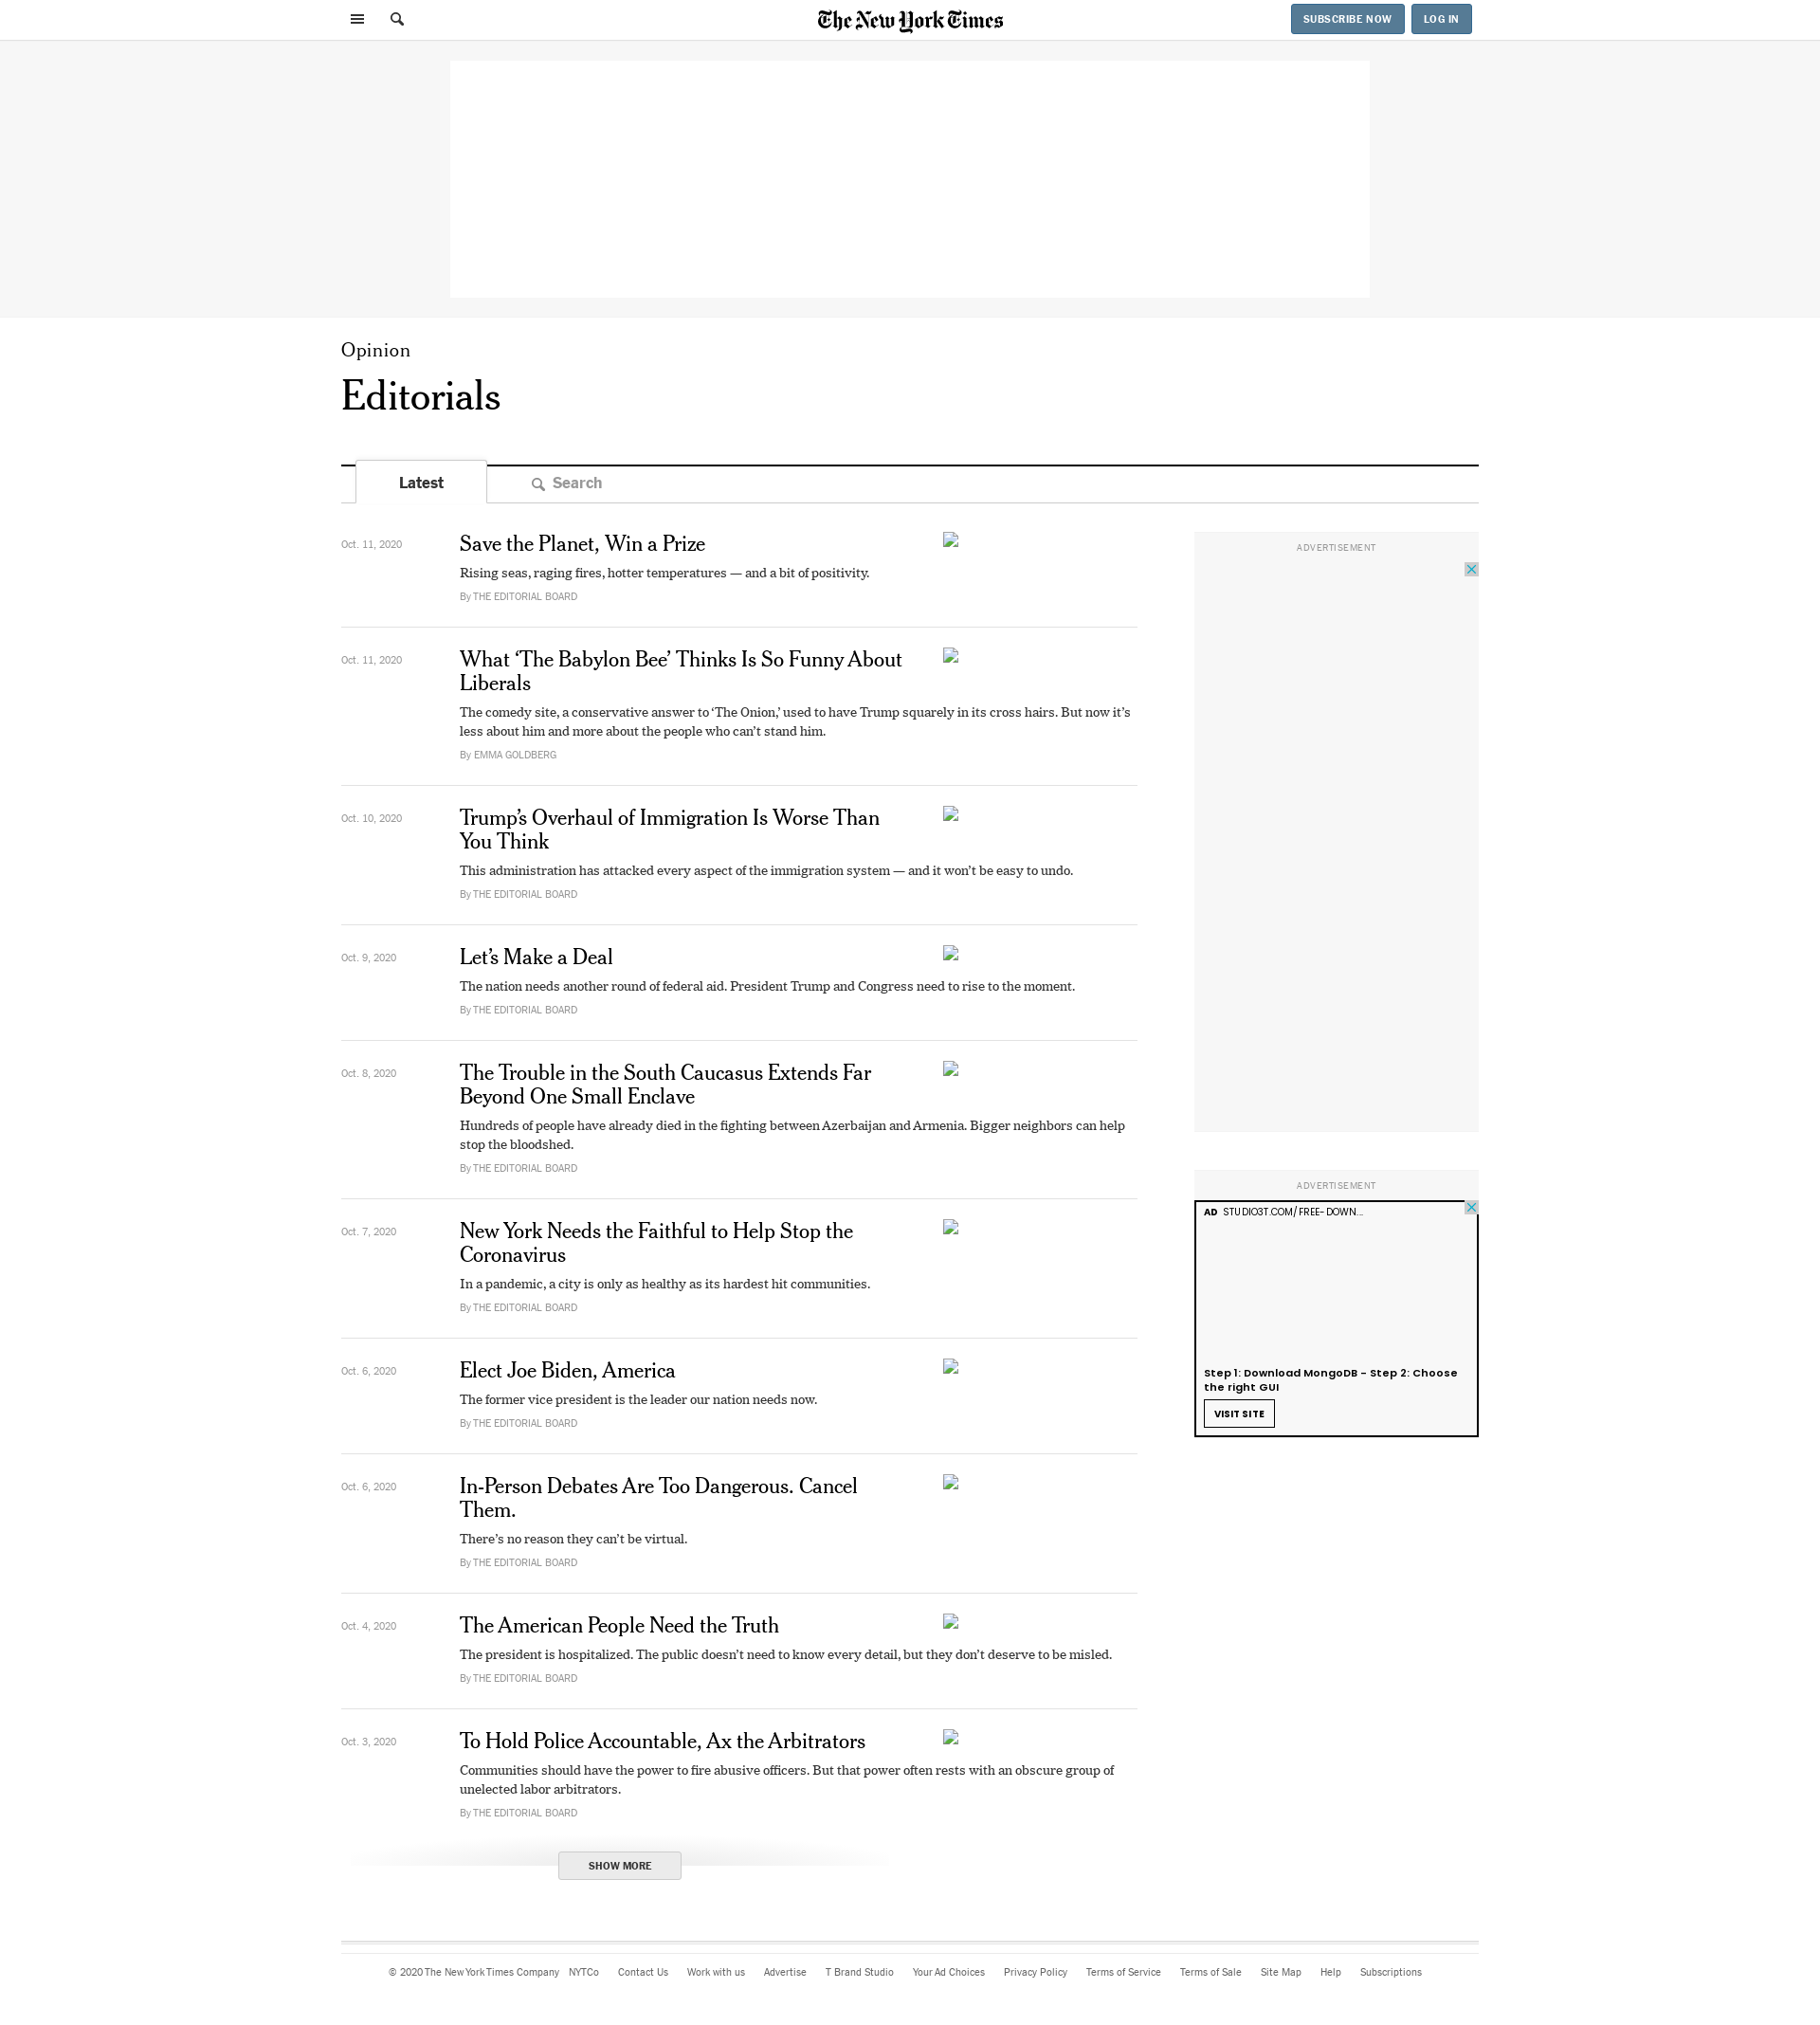 The New York Times
SUBSCRIBE NOW
LOG IN
Opinion
Editorials
Latest
Search
Oct. 11, 2020
Save the Planet, Win a Prize
Rising seas, raging fires, hotter temperatures — and a bit of positivity.
By THE EDITORIAL BOARD
Oct. 11, 2020
What ‘The Babylon Bee’ Thinks Is So Funny About
Liberals
The comedy site, a conservative answer to ‘The Onion,’ used to have Trump squarely in its cross hairs. But now it’s
less about him and more about the people who can’t stand him.
By EMMA GOLDBERG
Oct. 10, 2020
Trump’s Overhaul of Immigration Is Worse Than
You Think
This administration has attacked every aspect of the immigration system — and it won’t be easy to undo.
By THE EDITORIAL BOARD
Oct. 9, 2020
Let’s Make a Deal
The nation needs another round of federal aid. President Trump and Congress need to rise to the moment.
By THE EDITORIAL BOARD
Oct. 8, 2020
The Trouble in the South Caucasus Extends Far
Beyond One Small Enclave
Hundreds of people have already died in the fighting between Azerbaijan and Armenia. Bigger neighbors can help
stop the bloodshed.
By THE EDITORIAL BOARD
Oct. 7, 2020
New York Needs the Faithful to Help Stop the
Coronavirus
In a pandemic, a city is only as healthy as its hardest hit communities.
By THE EDITORIAL BOARD
Oct. 6, 2020
Elect Joe Biden, America
The former vice president is the leader our nation needs now.
By THE EDITORIAL BOARD
Oct. 6, 2020
In-Person Debates Are Too Dangerous. Cancel
Them.
There’s no reason they can’t be virtual.
By THE EDITORIAL BOARD
Oct. 4, 2020
The American People Need the Truth
The president is hospitalized. The public doesn’t need to know every detail, but they don’t deserve to be misled.
By THE EDITORIAL BOARD
Oct. 3, 2020
To Hold Police Accountable, Ax the Arbitrators
Communities should have the power to fire abusive officers. But that power often rests with an obscure group of
unelected labor arbitrators.
By THE EDITORIAL BOARD
SHOW MORE
ADVERTISEMENT
ADVERTISEMENT
AD STUDIO3T.COM/FREE-DOWN...
Step 1: Download MongoDB - Step 2: Choose
the right GUI
VISIT SITE
© 2020 The New York Times Company NYTCo Contact Us Work with us Advertise T Brand Studio Your Ad Choices Privacy Policy Terms of Service Terms of Sale Site Map Help Subscriptions